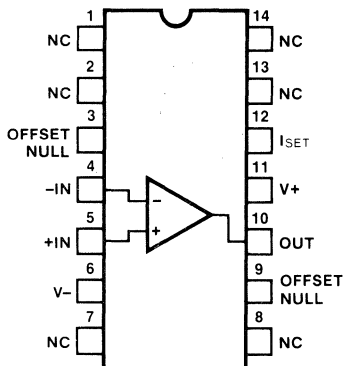 1 14
NC NC
2 13
NC NC
3 12
OFFSET
NULL
ISET
4 11
–IN – V+
5 10
+IN + OUT
6 9
V– OFFSET
NULL
7 8
NC NC